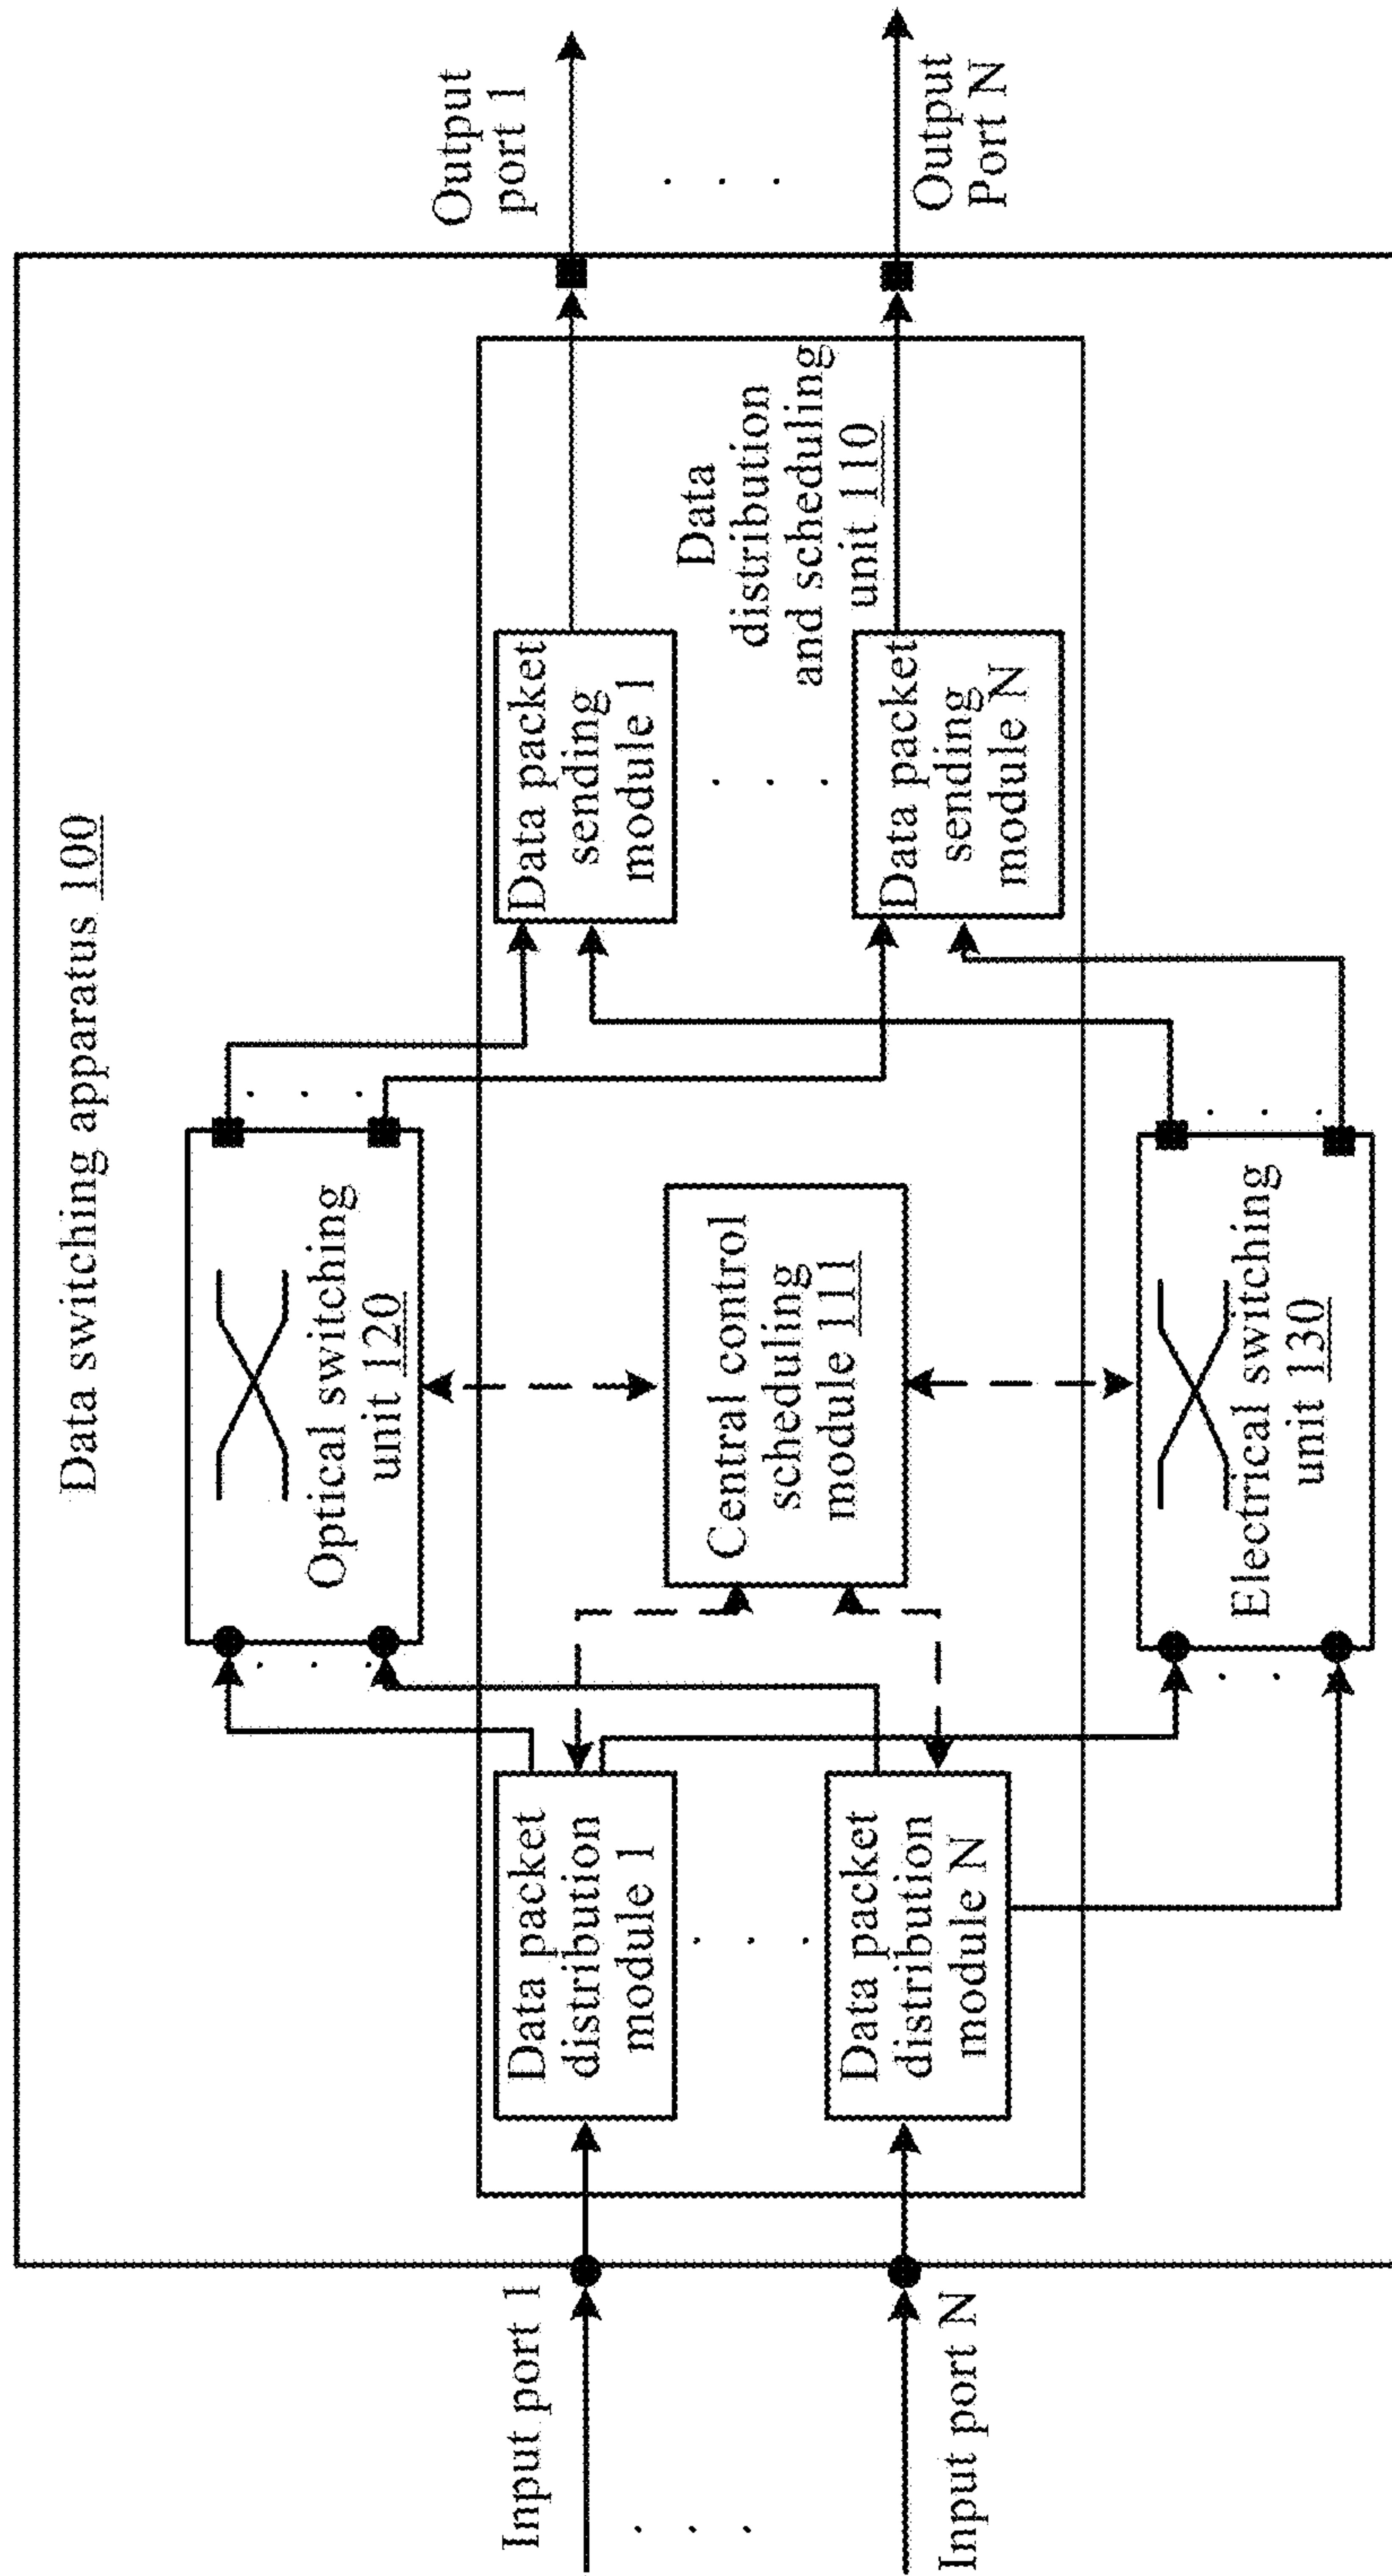 Data switching apparatus 100
Optical switching
unit 120
Input port 1
Data packet
distribution
module 1
Central control
scheduling
module 111
Data packet
sending
module 1
Output
port 1
Data
distribution
and scheduling
unit 110
Input port N
Data packet
distribution
module N
Data packet
sending
module N
Output
Port N
Electrical switching
unit 130